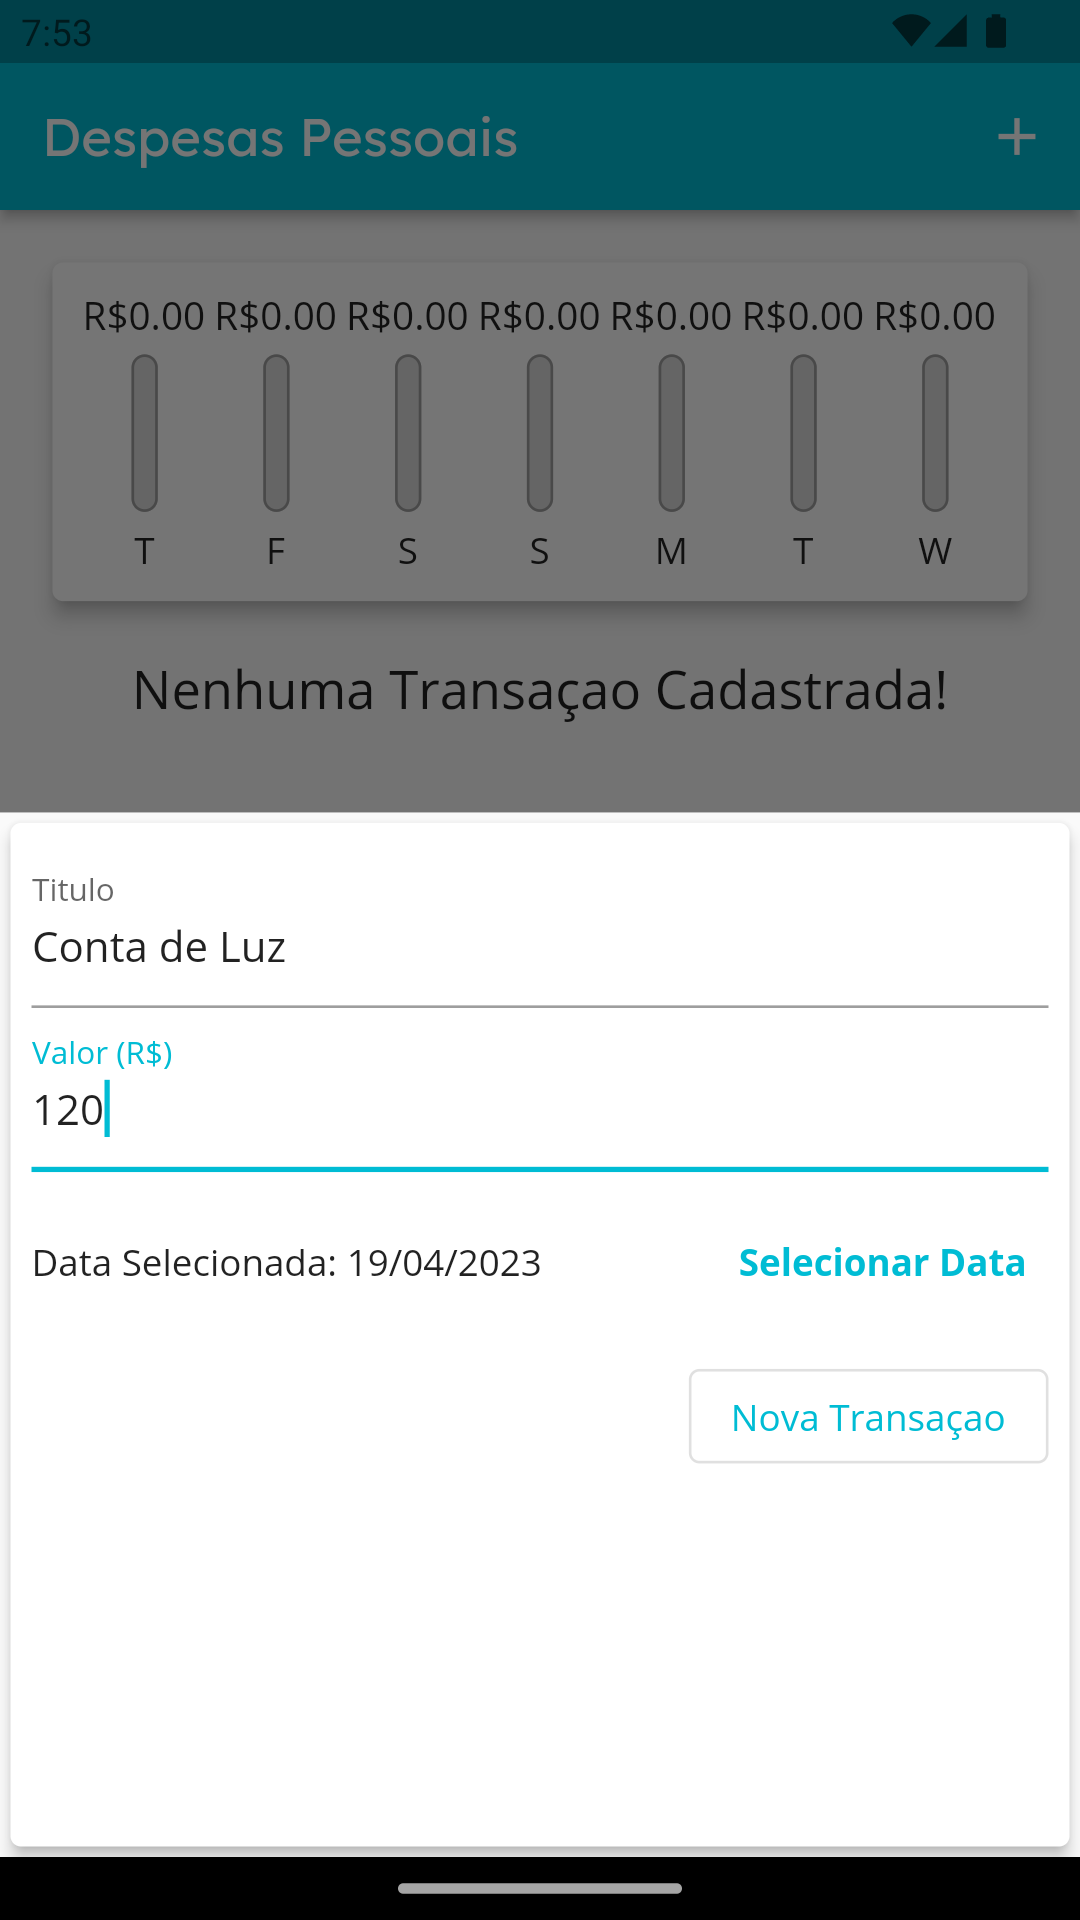 7:53
Despesas Pessoais
R$0.00 R$0.00 R$0.00 R$0.00 R$0.00 R$0.00 R$0.00
T F S S M T W
Nenhuma Transaçao Cadastrada!
Titulo
Conta de Luz
Valor (R$)
120
Data Selecionada: 19/04/2023 Selecionar Data
Nova Transaçao